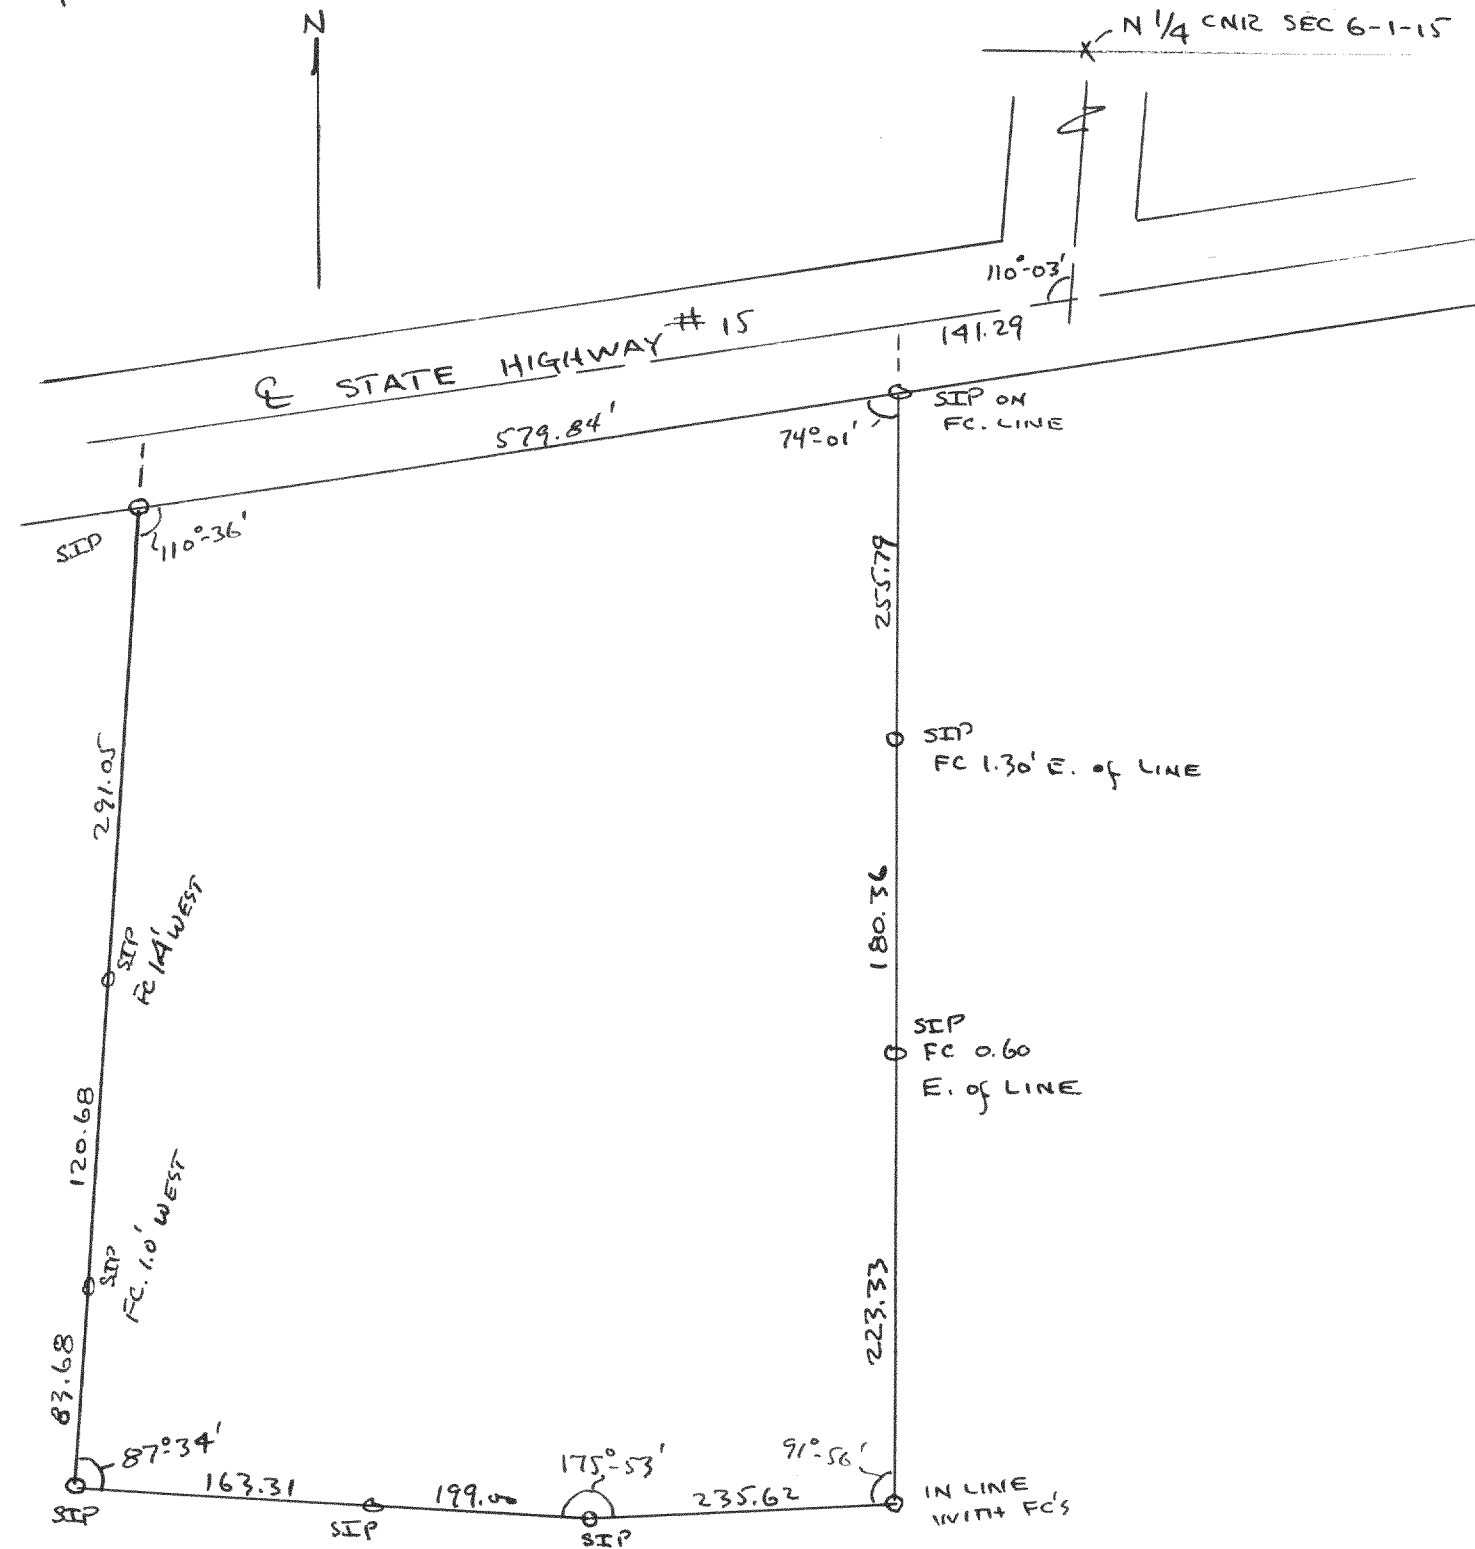 N
N 1/4 CNR SEC 6-1-15
110°-03'
℄ STATE HIGHWAY # 15
141.29
579.84'
74°-01'
SIP ON
FC. LINE
SIP
110°-36'
255.79
SIP
FC 1.30' E. of LINE
291.05
SIP
FC 14' WEST
180.36
SIP
FC 0.60
E. of LINE
120.68
SIP
FC. 1.0' WEST
223.33
83.68
87°-34'
163.31
199.00
175°-53'
235.62
91°-56'
IN LINE
WITH FC'S
SIP
SIP
SIP